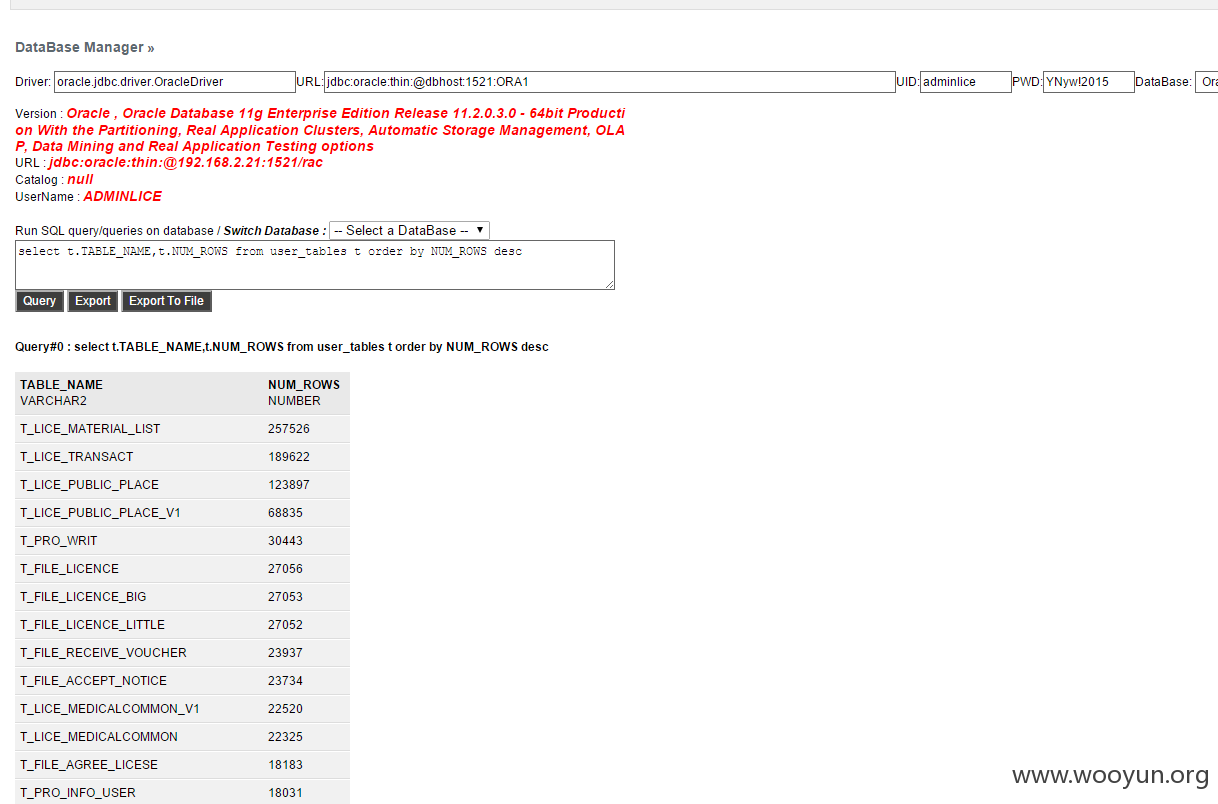 DataBase Manager »
Driver: oracle.jdbc.driver.OracleDriver URL: jdbc:oracle:thin:@dbhost:1521:ORA1 UID: adminlice PWD: YNyw!2015 DataBase: Ora
Version : Oracle , Oracle Database 11g Enterprise Edition Release 11.2.0.3.0 - 64bit Producti
on With the Partitioning, Real Application Clusters, Automatic Storage Management, OLA
P, Data Mining and Real Application Testing options
URL : jdbc:oracle:thin:@192.168.2.21:1521/rac
Catalog : null
UserName : ADMINLICE
Run SQL query/queries on database / Switch Database : -- Select a DataBase --
select t.TABLE_NAME,t.NUM_ROWS from user_tables t order by NUM_ROWS desc
Query Export Export To File
Query#0 : select t.TABLE_NAME,t.NUM_ROWS from user_tables t order by NUM_ROWS desc
TABLE_NAME NUM_ROWS
VARCHAR2 NUMBER
T_LICE_MATERIAL_LIST 257526
T_LICE_TRANSACT 189622
T_LICE_PUBLIC_PLACE 123897
T_LICE_PUBLIC_PLACE_V1 68835
T_PRO_WRIT 30443
T_FILE_LICENCE 27056
T_FILE_LICENCE_BIG 27053
T_FILE_LICENCE_LITTLE 27052
T_FILE_RECEIVE_VOUCHER 23937
T_FILE_ACCEPT_NOTICE 23734
T_LICE_MEDICALCOMMON_V1 22520
T_LICE_MEDICALCOMMON 22325
T_FILE_AGREE_LICESE 18183
T_PRO_INFO_USER 18031
www.wooyun.org